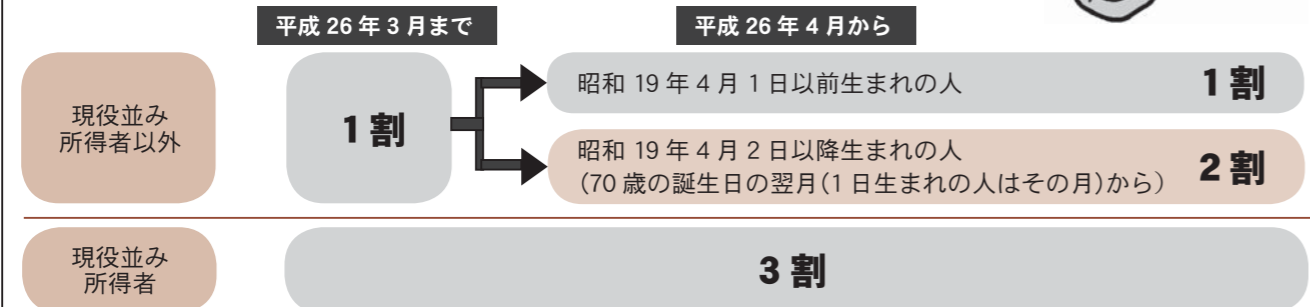 平成 26 年 3 月まで
平成 26 年 4 月から
現役並み
所得者以外
1 割
昭和 19 年 4 月 1 日以前生まれの人
1 割
昭和 19 年 4 月 2 日以降生まれの人
(70 歳の誕生日の翌月(1 日生まれの人はその月)から)
2 割
現役並み
所得者
3 割